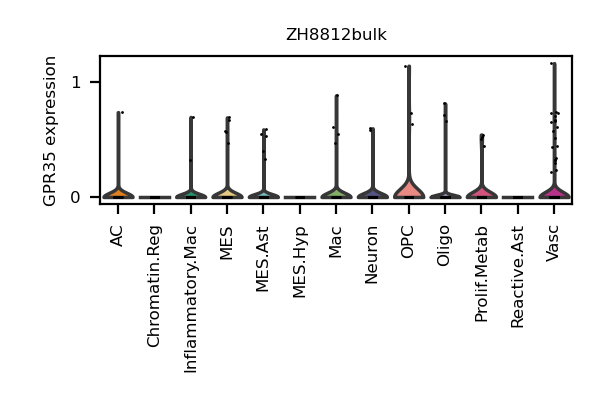 ZH8812bulk
GPR35 expression
1
0
AC
Chromatin.Reg
Inflammatory.Mac
MES
MES.Ast
MES.Hyp
Mac
Neuron
OPC
Oligo
Prolif.Metab
Reactive.Ast
Vasc